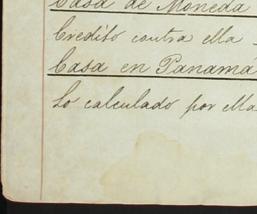 Casa de Moneda
Credito contra ella
Casa en Panamá
Lo calculado por ella